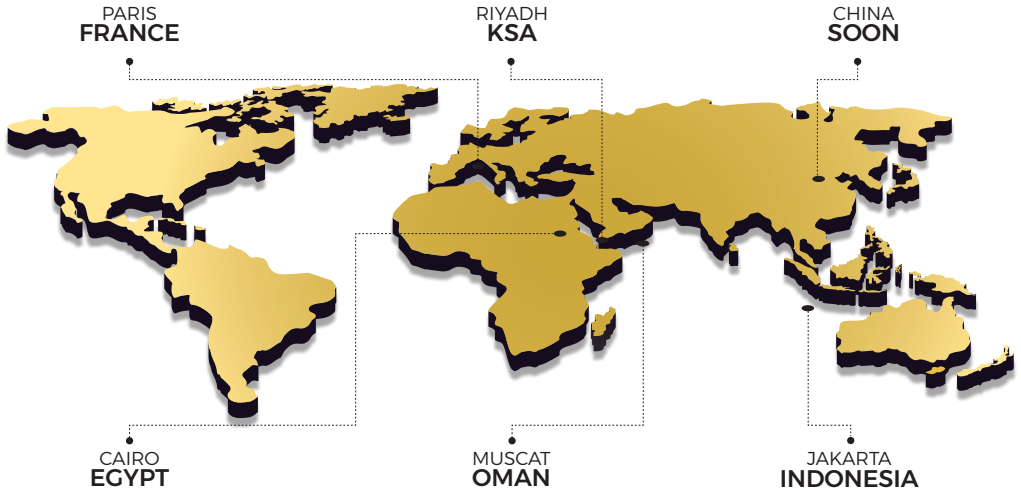 PARIS
FRANCE
RIYADH
KSA
CHINA
SOON
CAIRO
EGYPT
MUSCAT
OMAN
JAKARTA
INDONESIA